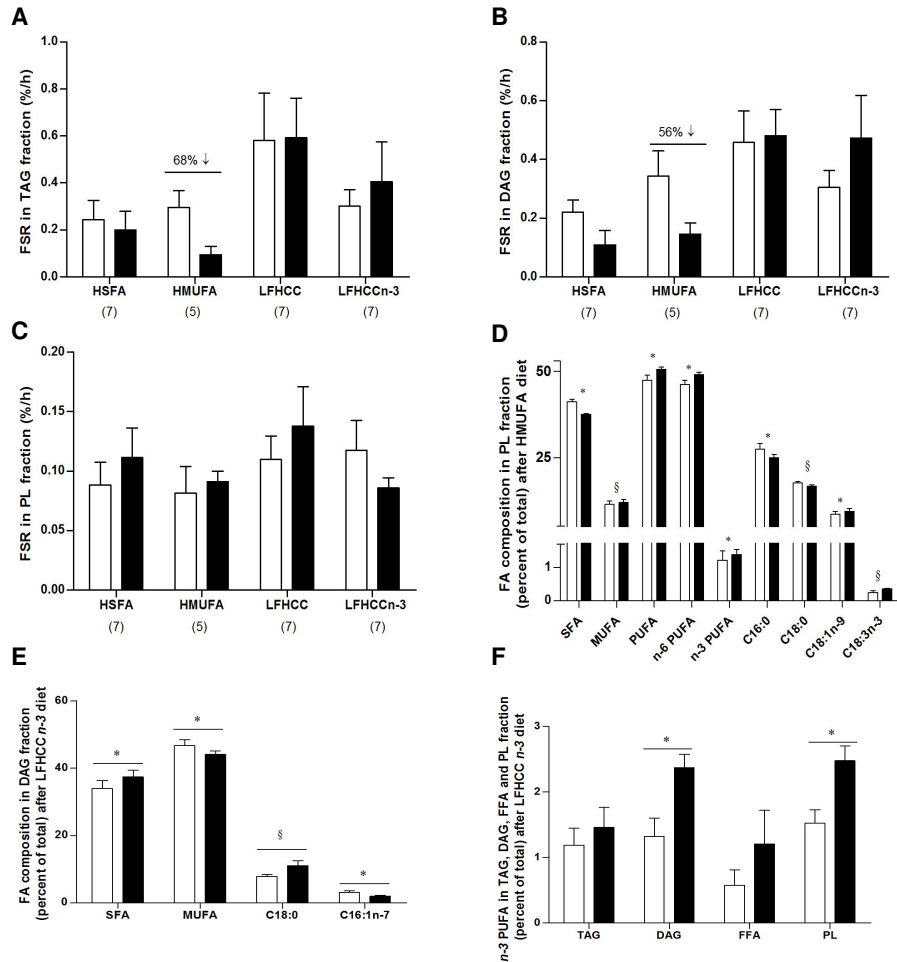 A
FSR in TAG fraction (%/h)
1.0
0.8
0.6
0.4
0.2
0.0
68% ↓
HSFA HMUFA LFHCC LFHCCn-3
(7) (5) (7) (7)
B
FSR in DAG fraction (%/h)
0.8
0.6
0.4
0.2
0.0
56% ↓
HSFA HMUFA LFHCC LFHCCn-3
(7) (5) (7) (7)
C
FSR in PL fraction (%/h)
0.20
0.15
0.10
0.05
0.00
HSFA HMUFA LFHCC LFHCCn-3
(7) (5) (7) (7)
D
FA composition in PL fraction
(percent of total) after HMUFA diet
50
25
1
0
* § * * * * § * §
SFA MUFA PUFA n-6 PUFA n-3 PUFA C16:0 C18:0 C18:1n-9 C18:3n-3
E
FA composition in DAG fraction
(percent of total) after LFHCC n-3 diet
60
40
20
0
* * § *
SFA MUFA C18:0 C16:1n-7
F
n-3 PUFA in TAG, DAG, FFA and PL fraction
(percent of total) after LFHCC n-3 diet
3
2
1
0
* *
TAG DAG FFA PL